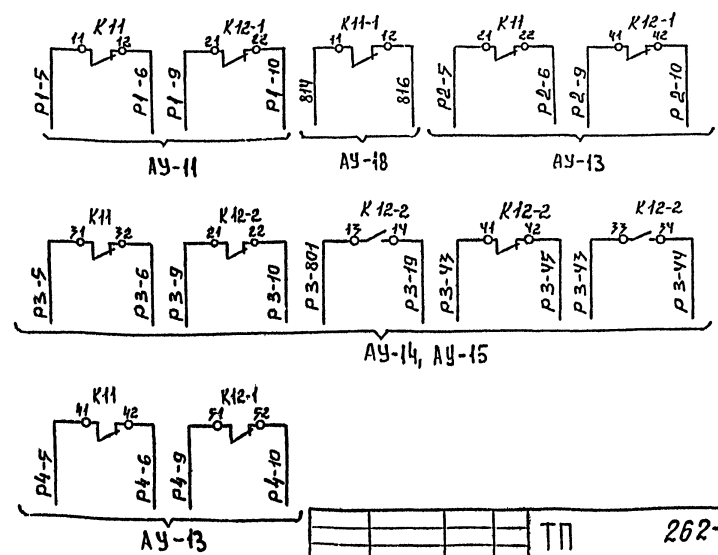 К11 К12-1 К11-1 К11 К12-1
11 12 21 22 11 12 21 22 41 42
Р1-5 Р1-6 Р1-9 Р1-10 814 816 Р2-5 Р2-6 Р2-9 Р2-10
АУ-11 АУ-18 АУ-13
К11 К12-2 К12-2 К12-2 К12-2
31 32 21 22 13 14 41 42 33 34
Р3-5 Р3-6 Р3-9 Р3-10 Р3-801 Р3-19 Р3-43 Р3-45 Р3-43 Р3-44
АУ-14, АУ-15
К11 К12-1
41 42 51 52
Р4-5 Р4-6 Р4-9 Р4-10
АУ-13
ТП 262-